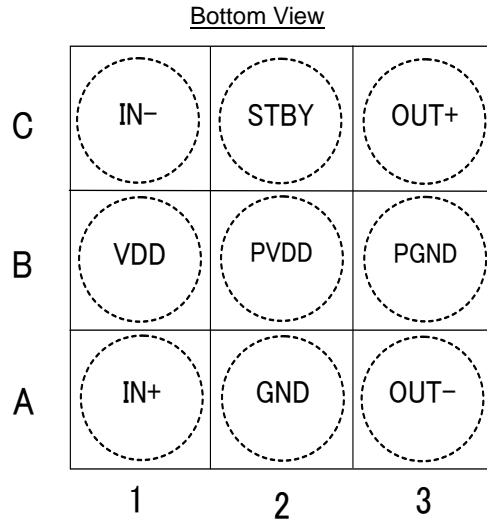 Bottom View
C IN− STBY OUT+
B VDD PVDD PGND
A IN+ GND OUT−
1 2 3